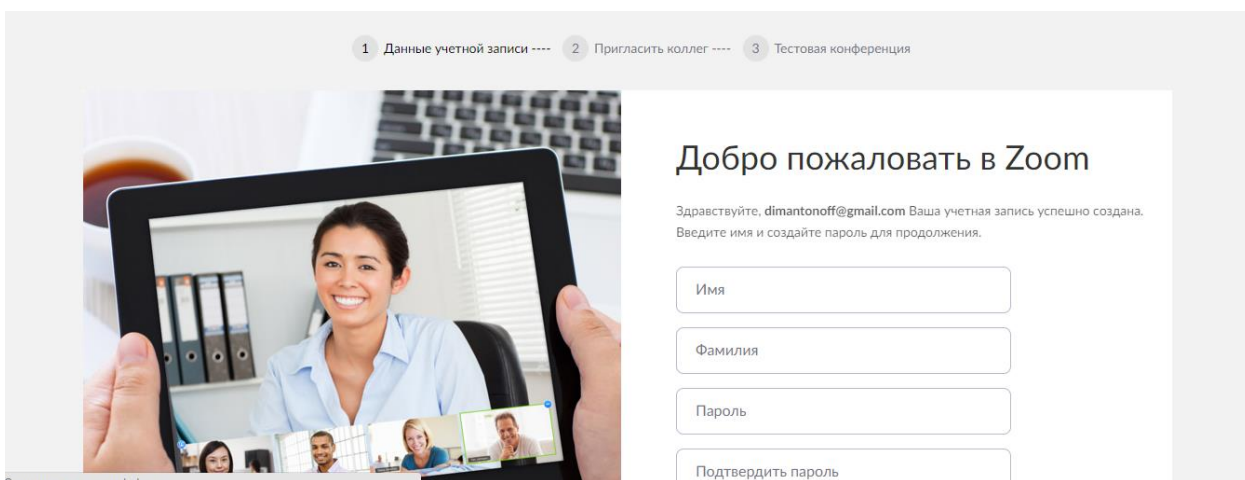 1 Данные учетной записи ---- 2 Пригласить коллег ---- 3 Тестовая конференция
Добро пожаловать в Zoom
Здравствуйте, dimantonoff@gmail.com Ваша учетная запись успешно создана.
Введите имя и создайте пароль для продолжения.
Имя
Фамилия
Пароль
Подтвердить пароль